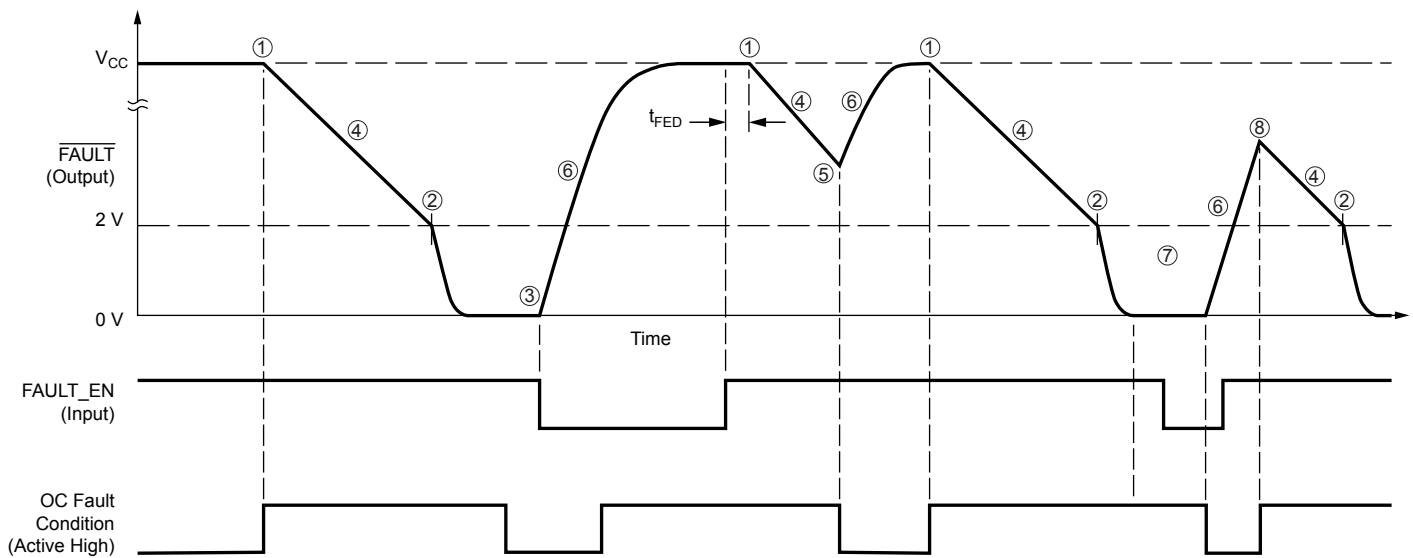 ① ① ①
V_CC
④ ④ ⑥ ⑧
t_FED
④ ④
FAULT
(Output)
⑥ ⑤
② ② ⑥ ②
2 V
⑦
③
0 V
Time
FAULT_EN
(Input)
OC Fault
Condition
(Active High)